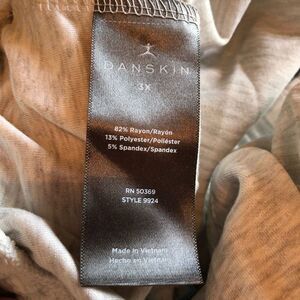 DANSKIN
3X
82% Rayon/Rayón
13% Polyester/Poliéster
5% Spandex/Spandex
RN 50369
STYLE 9924
Made in Vietnam
Hecho en Vietnam